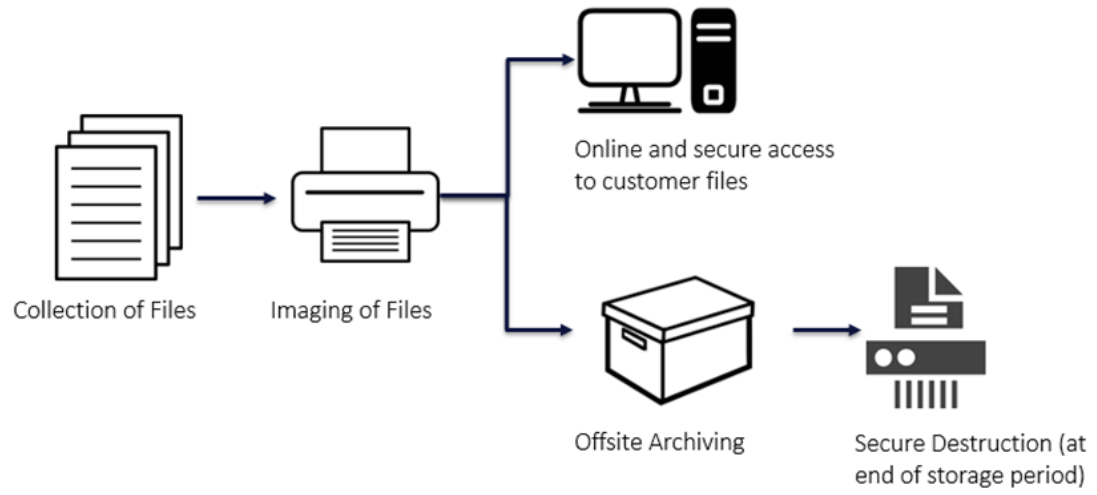 Collection of Files
Imaging of Files
Online and secure access
to customer files
Offsite Archiving
Secure Destruction (at
end of storage period)